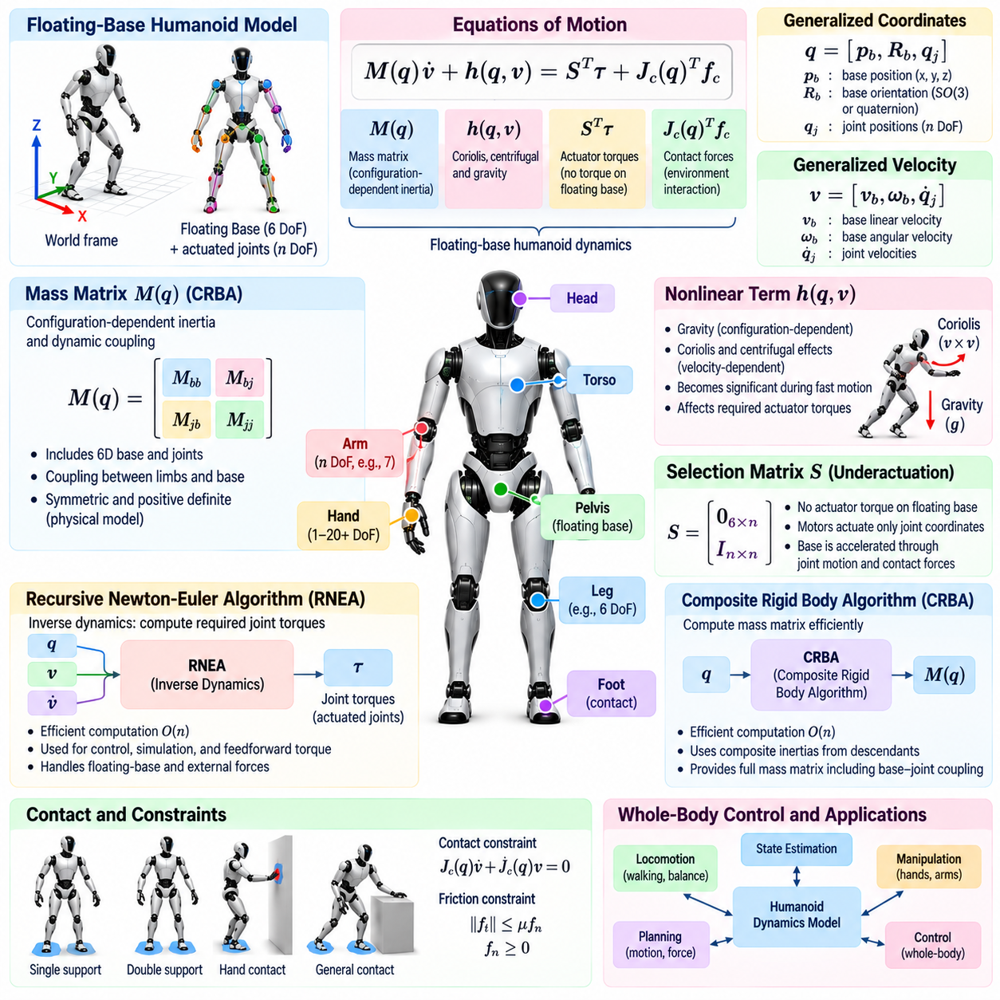 Floating-Base Humanoid Model
Z
Y
X
World frame
Floating Base (6 DoF)
+ actuated joints (n DoF)
Equations of Motion
M(q)v̇ + h(q, v) = Sᵀτ + J_c(q)ᵀf_c
M(q)
Mass matrix
(configuration-
dependent inertia)
h(q, v)
Coriolis, centrifugal
and gravity
Sᵀτ
Actuator torques
(no torque on
floating base)
J_c(q)ᵀf_c
Contact forces
(environment
interaction)
Floating-base humanoid dynamics
Generalized Coordinates
q = [p_b, R_b, q_j]
p_b : base position (x, y, z)
R_b : base orientation (SO(3)
or quaternion)
q_j : joint positions (n DoF)
Generalized Velocity
v = [v_b, ω_b, q̇_j]
v_b : base linear velocity
ω_b : base angular velocity
q̇_j : joint velocities
Mass Matrix M(q) (CRBA)
Configuration-dependent inertia
and dynamic coupling
M(q) =
M_bb M_bj
M_jb M_jj
• Includes 6D base and joints
• Coupling between limbs and base
• Symmetric and positive definite
(physical model)
Head
Torso
Arm
(n DoF, e.g., 7)
Hand
(1–20+ DoF)
Pelvis
(floating base)
Leg
(e.g., 6 DoF)
Foot
(contact)
Nonlinear Term h(q, v)
• Gravity (configuration-dependent)
• Coriolis and centrifugal effects
(velocity-dependent)
• Becomes significant during fast motion
• Affects required actuator torques
Coriolis
(v × v)
Gravity
(g)
Selection Matrix S (Underactuation)
S =
0_6×n
I_n×n
• No actuator torque on floating base
• Motors actuate only joint coordinates
• Base is accelerated through
joint motion and contact forces
Recursive Newton-Euler Algorithm (RNEA)
Inverse dynamics: compute required joint torques
q
v
v̇
RNEA
(Inverse Dynamics)
τ
Joint torques
(actuated joints)
• Efficient computation O(n)
• Used for control, simulation, and feedforward torque
• Handles floating-base and external forces
Composite Rigid Body Algorithm (CRBA)
Compute mass matrix efficiently
q
CRBA
(Composite Rigid
Body Algorithm)
M(q)
• Efficient computation O(n)
• Uses composite inertias from descendants
• Provides full mass matrix including base–joint coupling
Contact and Constraints
Single support
Double support
Hand contact
General contact
Contact constraint
J_c(q)v̇ + J̇_c(q)v = 0
Friction constraint
‖f_t‖ ≤ μf_n
f_n ≥ 0
Whole-Body Control and Applications
Locomotion
(walking, balance)
State Estimation
Manipulation
(hands, arms)
Humanoid
Dynamics Model
Planning
(motion, force)
Control
(whole-body)